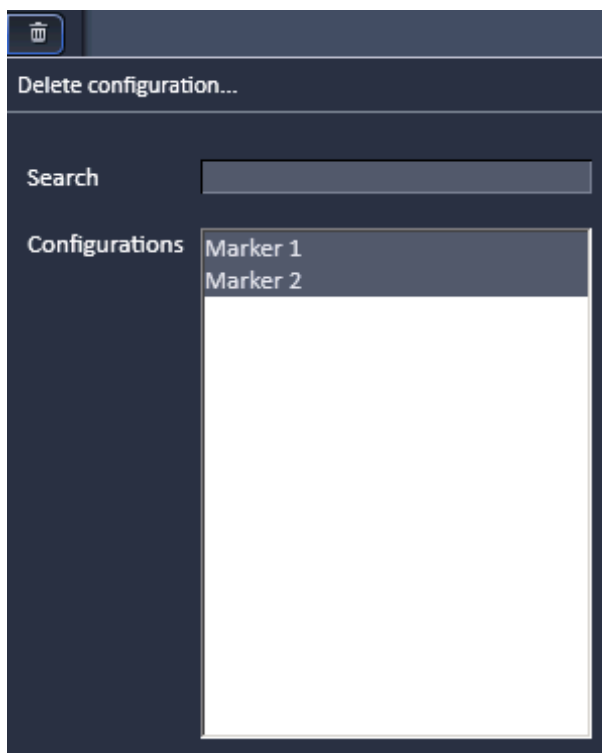 Delete configuration...
Search
Configurations
Marker 1
Marker 2